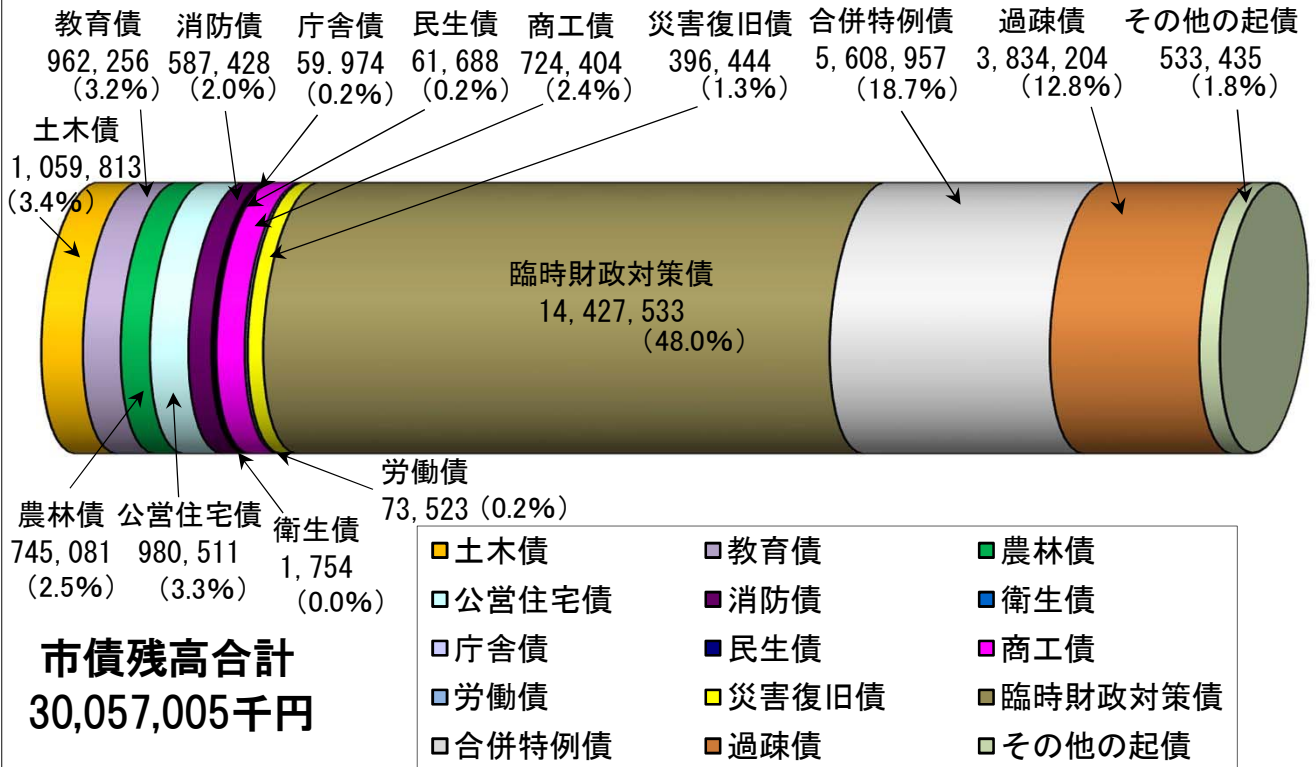 教育債
962,256
(3.2%)
消防債
587,428
(2.0%)
庁舎債
59.974
(0.2%)
民生債
61,688
(0.2%)
商工債
724,404
(2.4%)
災害復旧債
396,444
(1.3%)
合併特例債
5,608,957
(18.7%)
過疎債
3,834,204
(12.8%)
その他の起債
533,435
(1.8%)
土木債
1,059,813
(3.4%)
臨時財政対策債
14,427,533
(48.0%)
農林債
745,081
(2.5%)
公営住宅債
980,511
(3.3%)
衛生債
1,754
(0.0%)
労働債
73,523(0.2%)
市債残高合計
30,057,005千円
土木債
教育債
農林債
公営住宅債
消防債
衛生債
庁舎債
民生債
商工債
労働債
災害復旧債
臨時財政対策債
合併特例債
過疎債
その他の起債